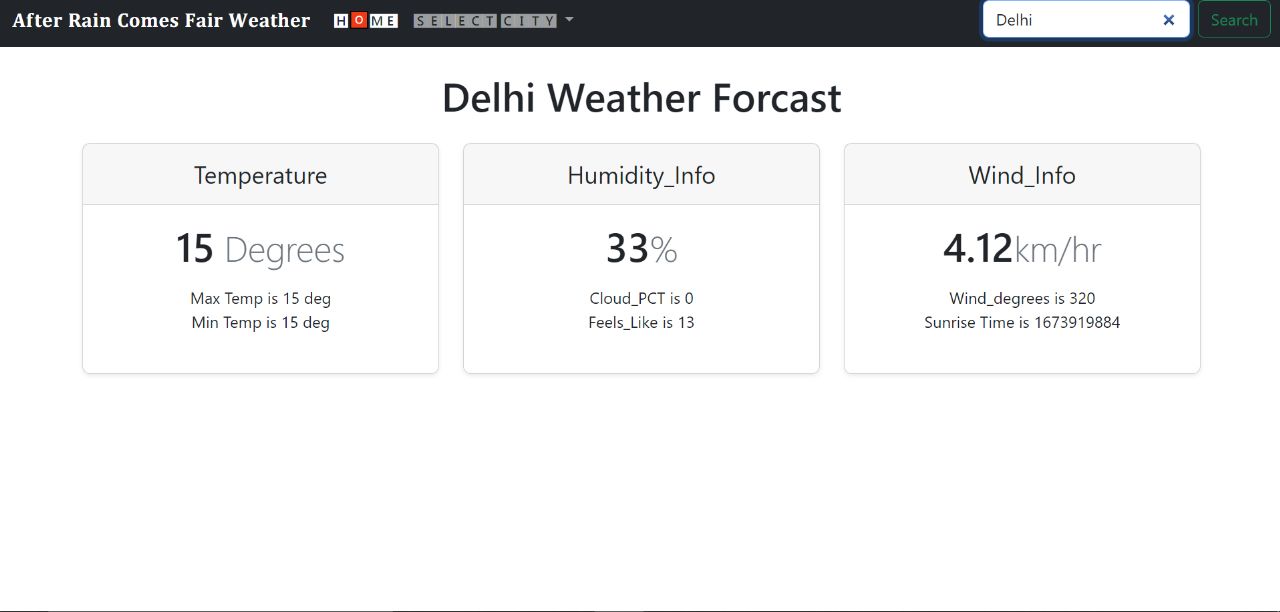 After Rain Comes Fair Weather HOME SELECT CITY Delhi Search
Delhi Weather Forcast
Temperature
15 Degrees
Max Temp is 15 deg
Min Temp is 15 deg
Humidity_Info
33%
Cloud_PCT is 0
Feels_Like is 13
Wind_Info
4.12km/hr
Wind_degrees is 320
Sunrise Time is 1673919884